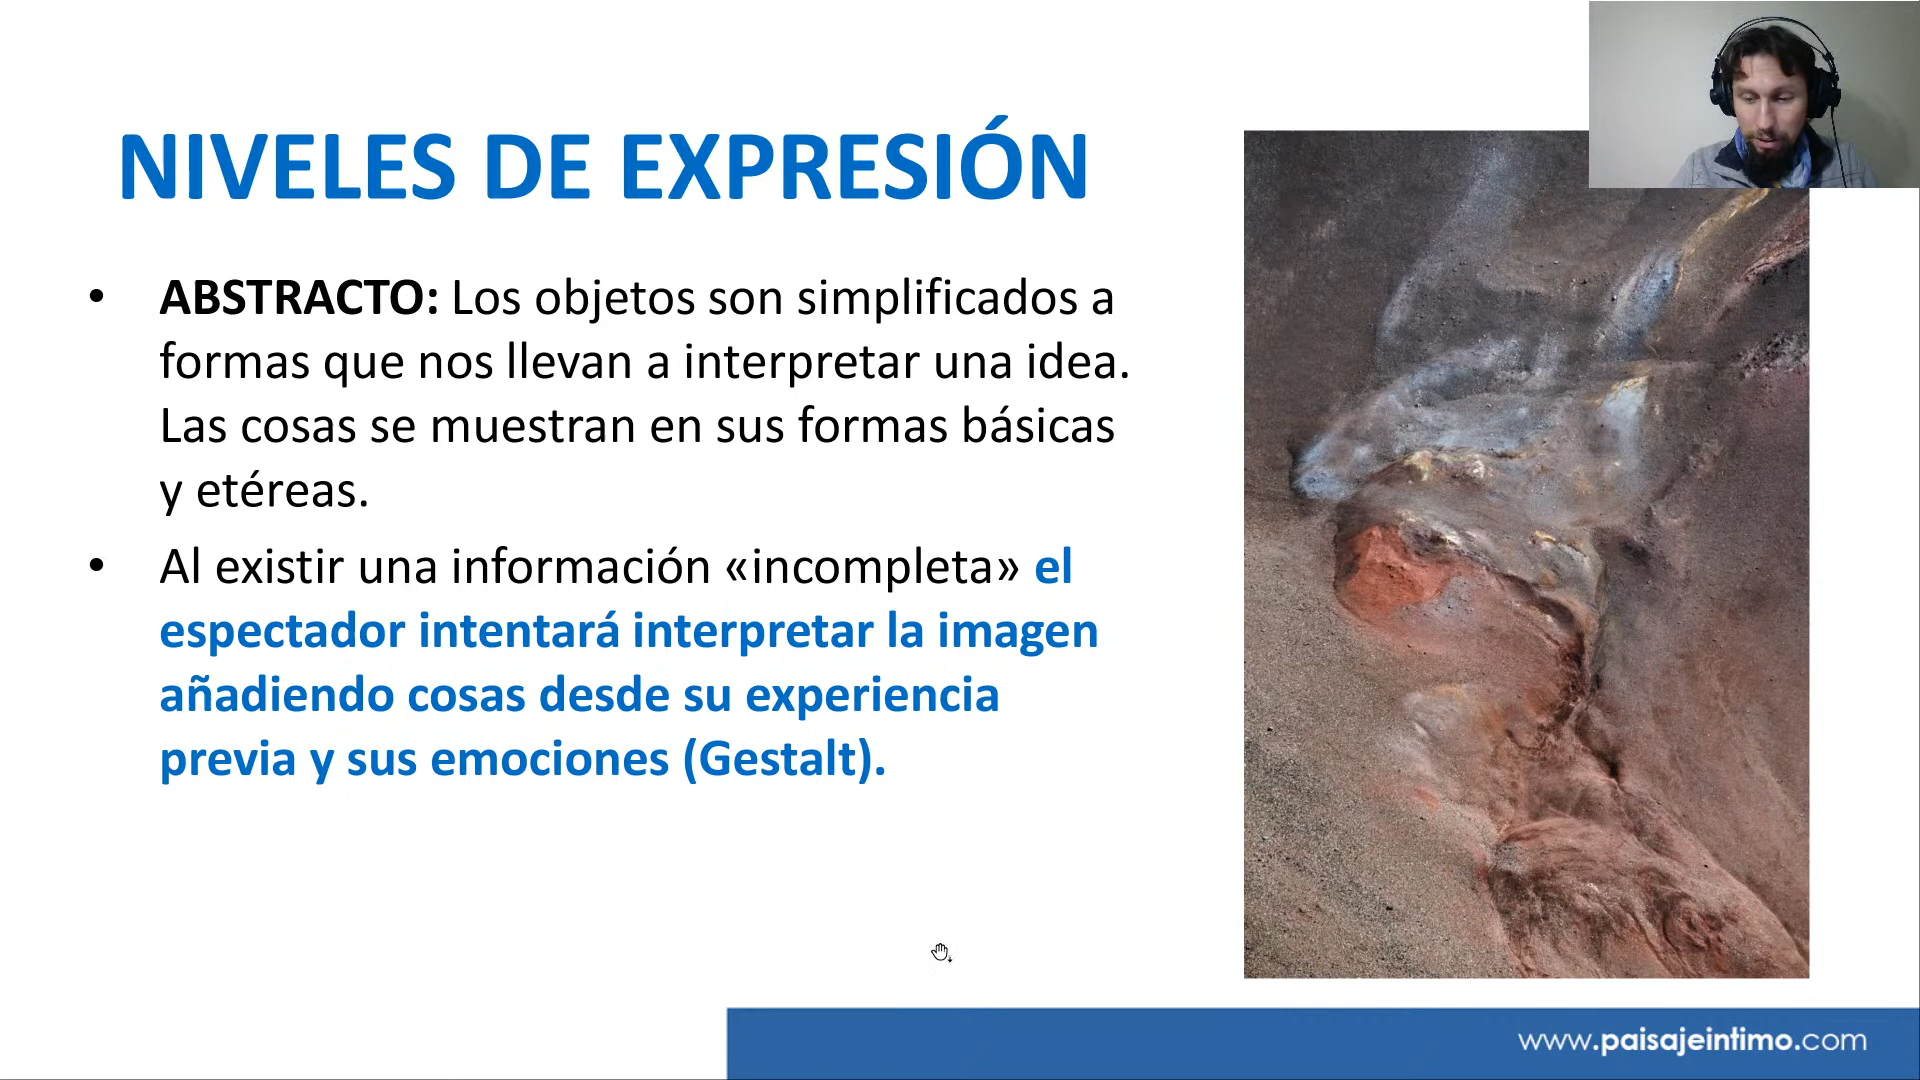 NIVELES DE EXPRESIÓN
• ABSTRACTO: Los objetos son simplificados a
formas que nos llevan a interpretar una idea.
Las cosas se muestran en sus formas básicas
y etéreas.
• Al existir una información «incompleta» el
espectador intentará interpretar la imagen
añadiendo cosas desde su experiencia
previa y sus emociones (Gestalt).
www.paisajeintimo.com